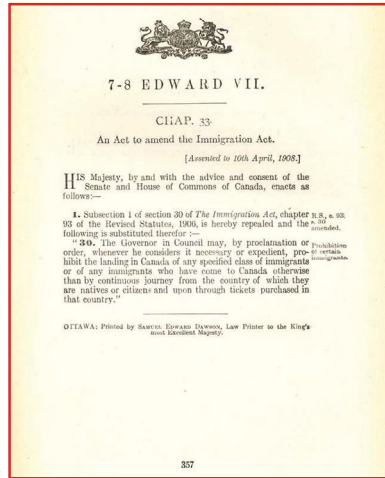 7-8 EDWARD VII.
CHAP. 33.
An Act to amend the Immigration Act.
[Assented to 10th April, 1908.]
HIS Majesty, by and with the advice and consent of the
Senate and House of Commons of Canada, enacts as
follows:—
1. Subsection 1 of section 30 of The Immigration Act, chapter
93 of the Revised Statutes, 1906, is hereby repealed and the
following is substituted therefor:—
R.S., c. 93,
s. 30
amended.
"30. The Governor in Council may, by proclamation or
order, whenever he considers it necessary or expedient, pro-
hibit the landing in Canada of any specified class of immigrants
or of any immigrants who have come to Canada otherwise
than by continuous journey from the country of which they
are natives or citizens and upon through tickets purchased in
that country."
Prohibition
of certain
immigrants.
OTTAWA: Printed by SAMUEL EDWARD DAWSON, Law Printer to the King's
most Excellent Majesty.
357